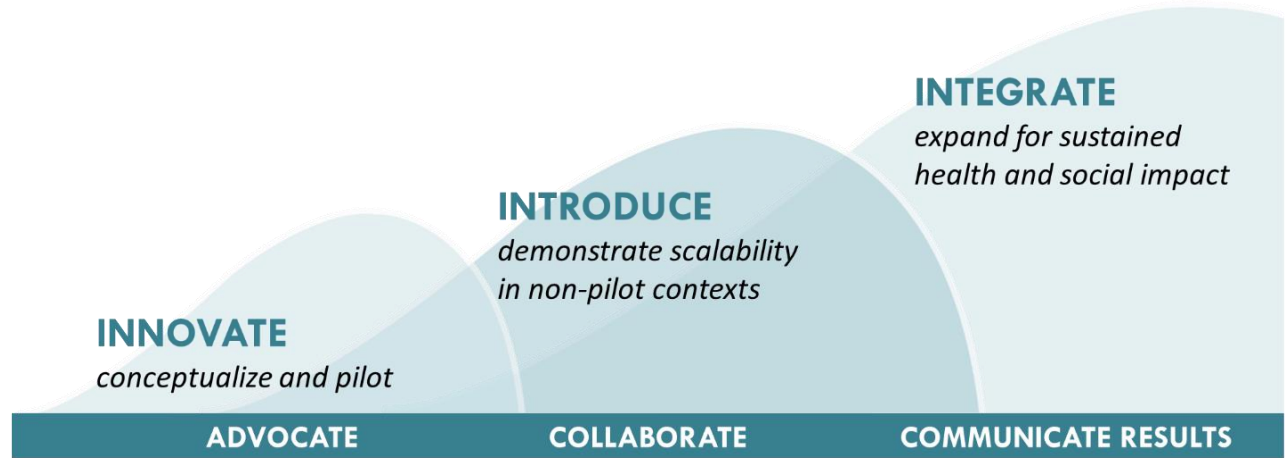 INTEGRATE
expand for sustained
health and social impact
INTRODUCE
demonstrate scalability
in non-pilot contexts
INNOVATE
conceptualize and pilot
ADVOCATE
COLLABORATE
COMMUNICATE RESULTS